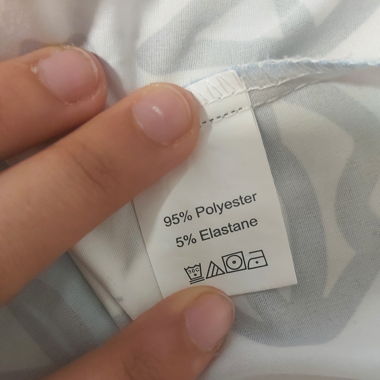 95% Polyester
5% Elastane